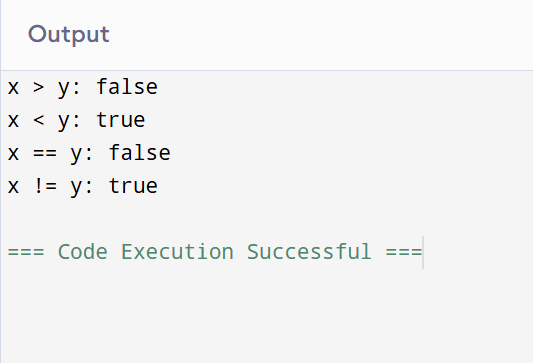 Output
x > y: false
x < y: true
x == y: false
x != y: true
=== Code Execution Successful ===